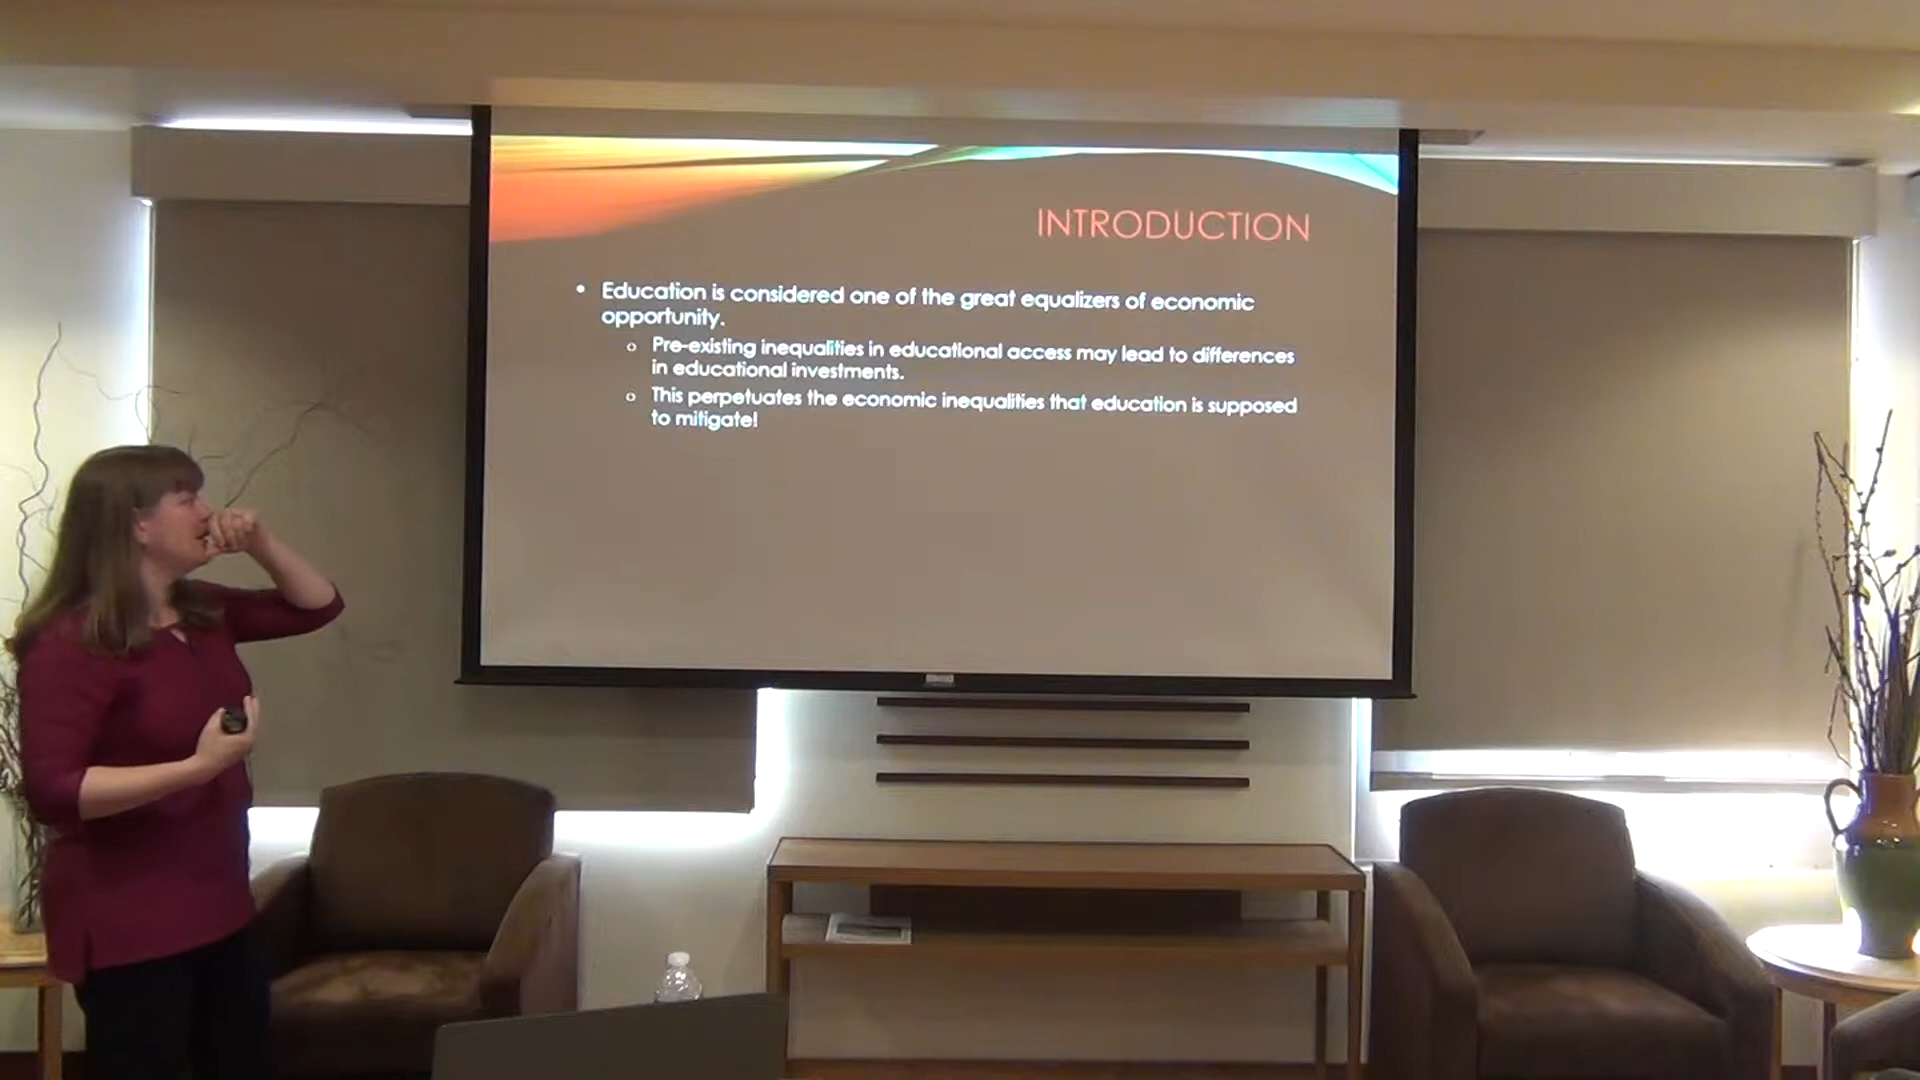 INTRODUCTION
• Education is considered one of the great equalizers of economic
opportunity.
o Pre-existing inequalities in educational access may lead to differences
in educational investments.
o This perpetuates the economic inequalities that education is supposed
to mitigate!